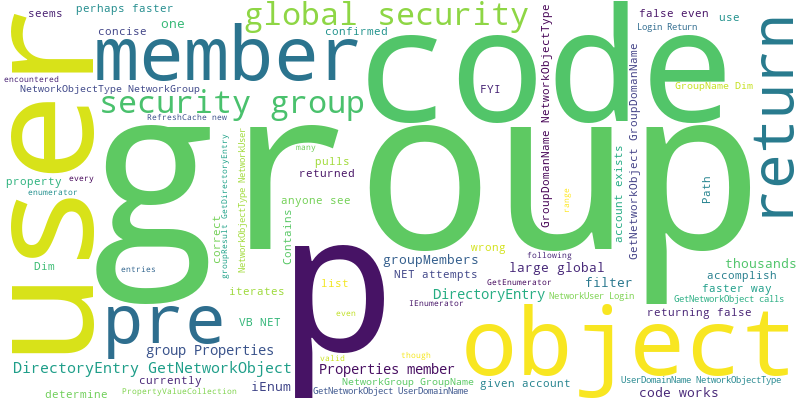 seems
perhaps faster
one
global security
false even
use
Login Return
concise
confirmed
member
code
return
user
encountered
NetworkObjectType NetworkGroup
FYI
GroupName Dim
security group
RefreshCache new
GroupDomanName NetworkObjectType
GetNetworkObject GroupDomanName
group
many
pulls
returned
correct
groupResult GetDirectoryEntry
NetworkObjectType NetworkUser
property
every
enumerator
anyone see
Contains
range
account exists
Path
Dim
entries
p
groupMembers
wrong
following
NET attempts
large global
thousands
accomplish
faster way
GetNetworkObject calls
GetEnumerator
filter
list
DirectoryEntry
NetworkUser Login
iterates
IEnumerator
even
returning false
pre
VB NET
object
group Properties
valid
though
DirectoryEntry GetNetworkObject
Properties member
currently
iEnum
NetworkGroup GroupName
given account
UserDomainName NetworkObjectType
determine
PropertyValueCollection
GetNetworkObject UserDomainName
code works